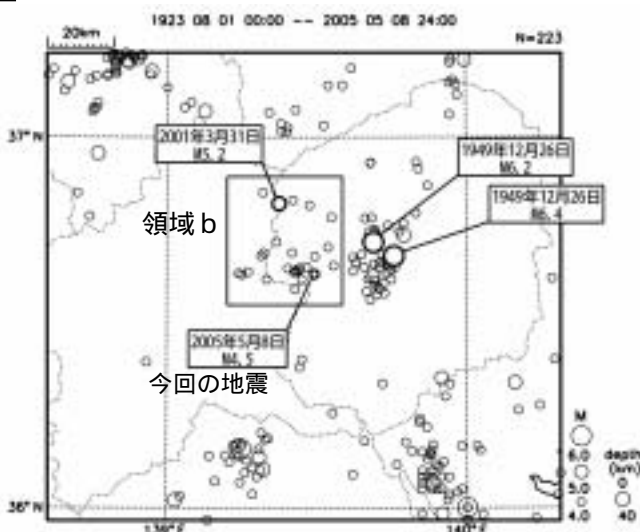 1923 08 01 00:00 -- 2005 05 08 24:00
20km
N=223
37°N
2001年3月31日
M5.2
1949年12月26日
M6.2
1949年12月26日
M6.4
領域b
2005年5月8日
M4.5
今回の地震
M
6.0
5.0
4.0
depth
(km)
0
40
36°N
139°E
140°E